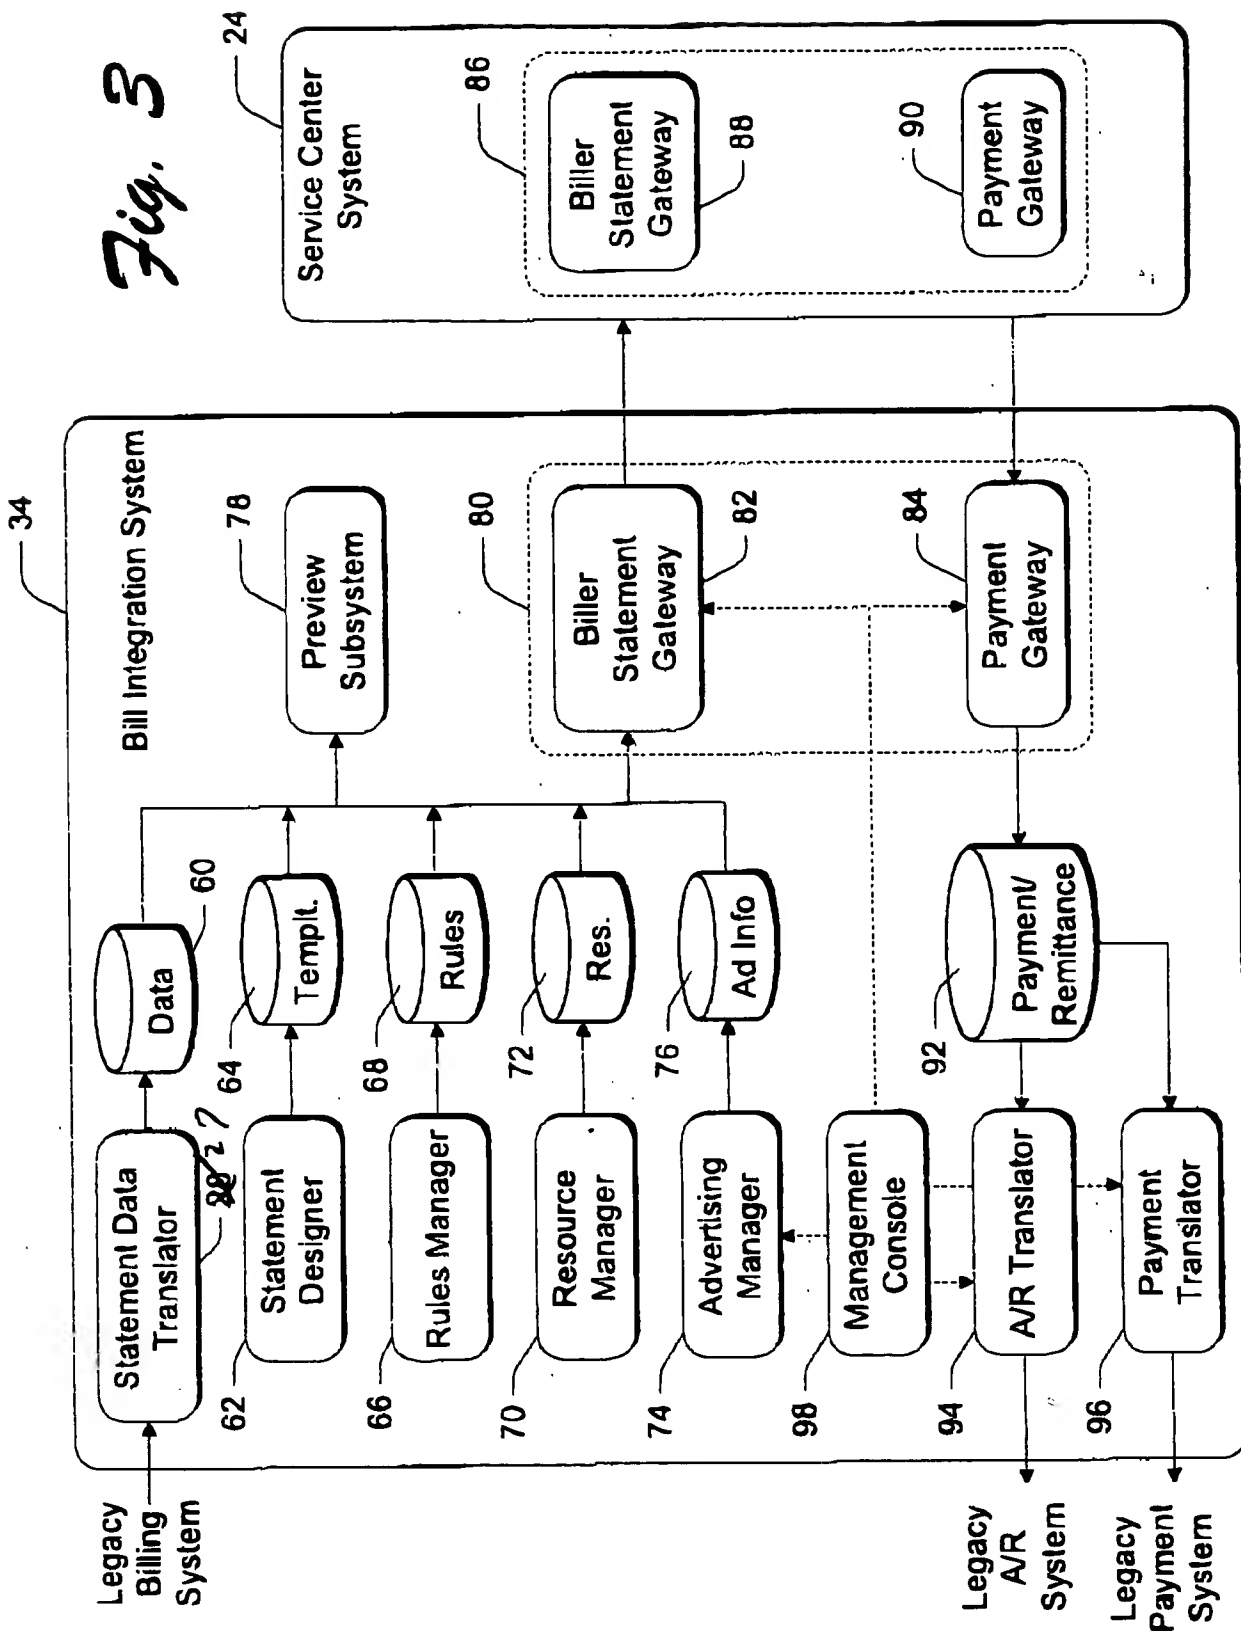 Fig. 3
34
24
Bill Integration System
Service Center
System
Legacy
Billing
System
Statement Data
Translator
27
Data
60
Statement
Designer
62
Templt.
64
Rules Manager
66
Rules
68
Resource
Manager
70
Res.
72
Advertising
Manager
74
Ad Info
76
Preview
Subsystem
78
80
Biller
Statement
Gateway
82
Payment
Gateway
84
86
Biller
Statement
Gateway
88
Payment
Gateway
90
Management
Console
98
Payment/
Remittance
92
A/R Translator
94
Payment
Translator
96
Legacy
A/R
System
Legacy
Payment
System